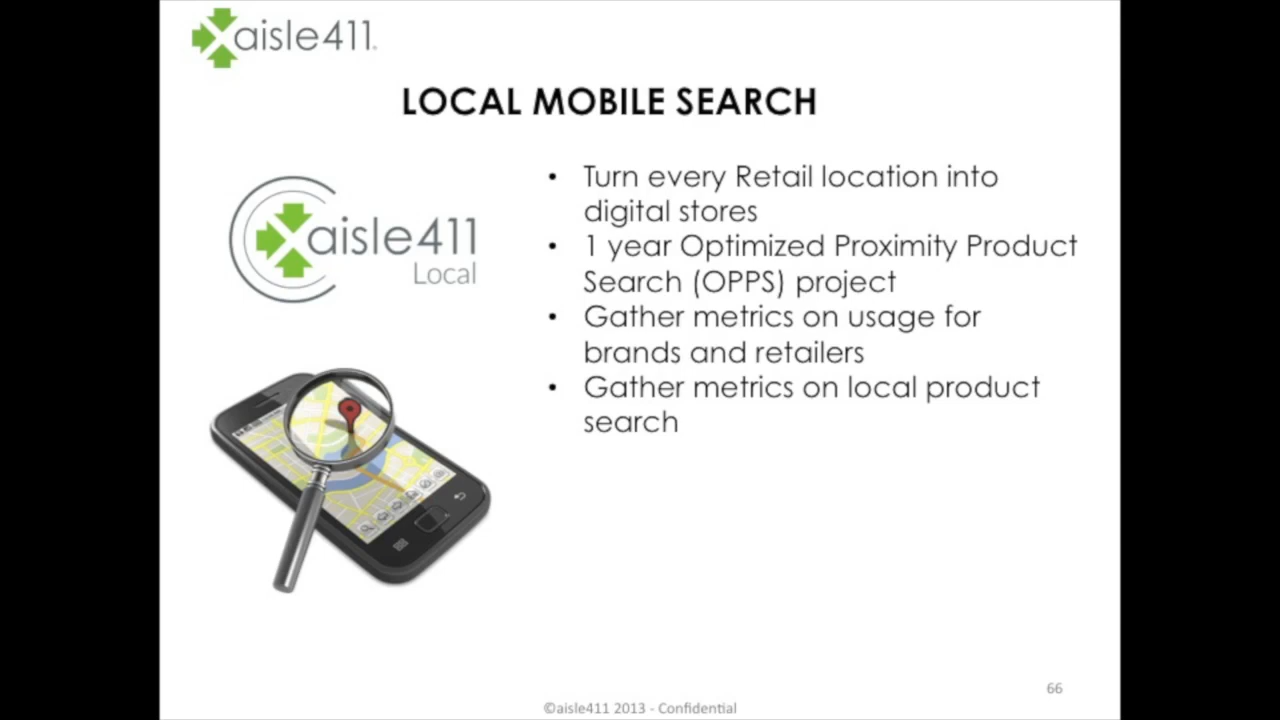 aisle411
LOCAL MOBILE SEARCH
aisle411
Local
• Turn every Retail location into
digital stores
• 1 year Optimized Proximity Product
Search (OPPS) project
• Gather metrics on usage for
brands and retailers
• Gather metrics on local product
search
66
©aisle411 2013 - Confidential